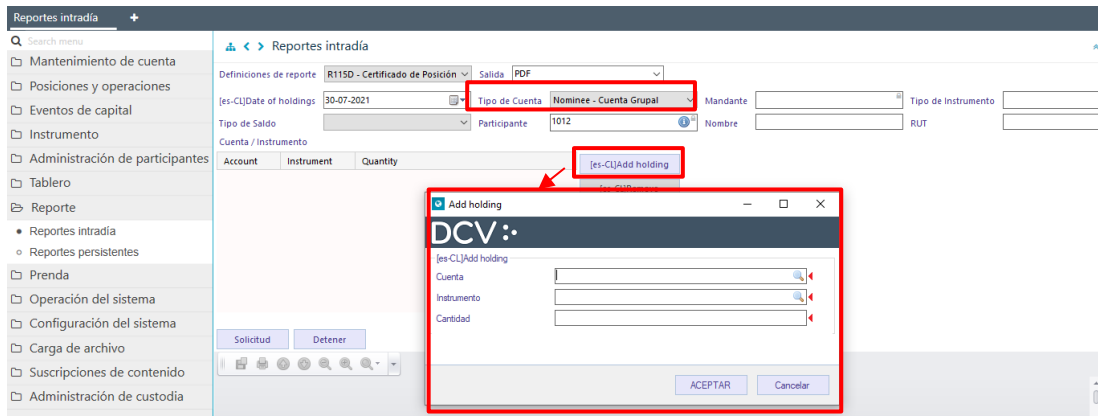 Reportes intradía +
Search menu
Mantenimiento de cuenta
Posiciones y operaciones
Eventos de capital
Instrumento
Administración de participantes
Tablero
Reporte
Reportes intradía
Reportes persistentes
Prenda
Operación del sistema
Configuración del sistema
Carga de archivo
Suscripciones de contenido
Administración de custodia
Reportes intradía
Definiciones de reporte R115D - Certificado de Posición Salida PDF
[es-CL]Date of holdings 30-07-2021 Tipo de Cuenta Nominee - Cuenta Grupal Mandante Tipo de Instrumento
Tipo de Saldo Participante 1012 Nombre RUT
Cuenta / Instrumento
Account Instrument Quantity [es-CL]Add holding
[es-CL]Remove
Add holding
DCV
[es-CL]Add holding
Cuenta
Instrumento
Cantidad
ACEPTAR Cancelar
Solicitud Detener